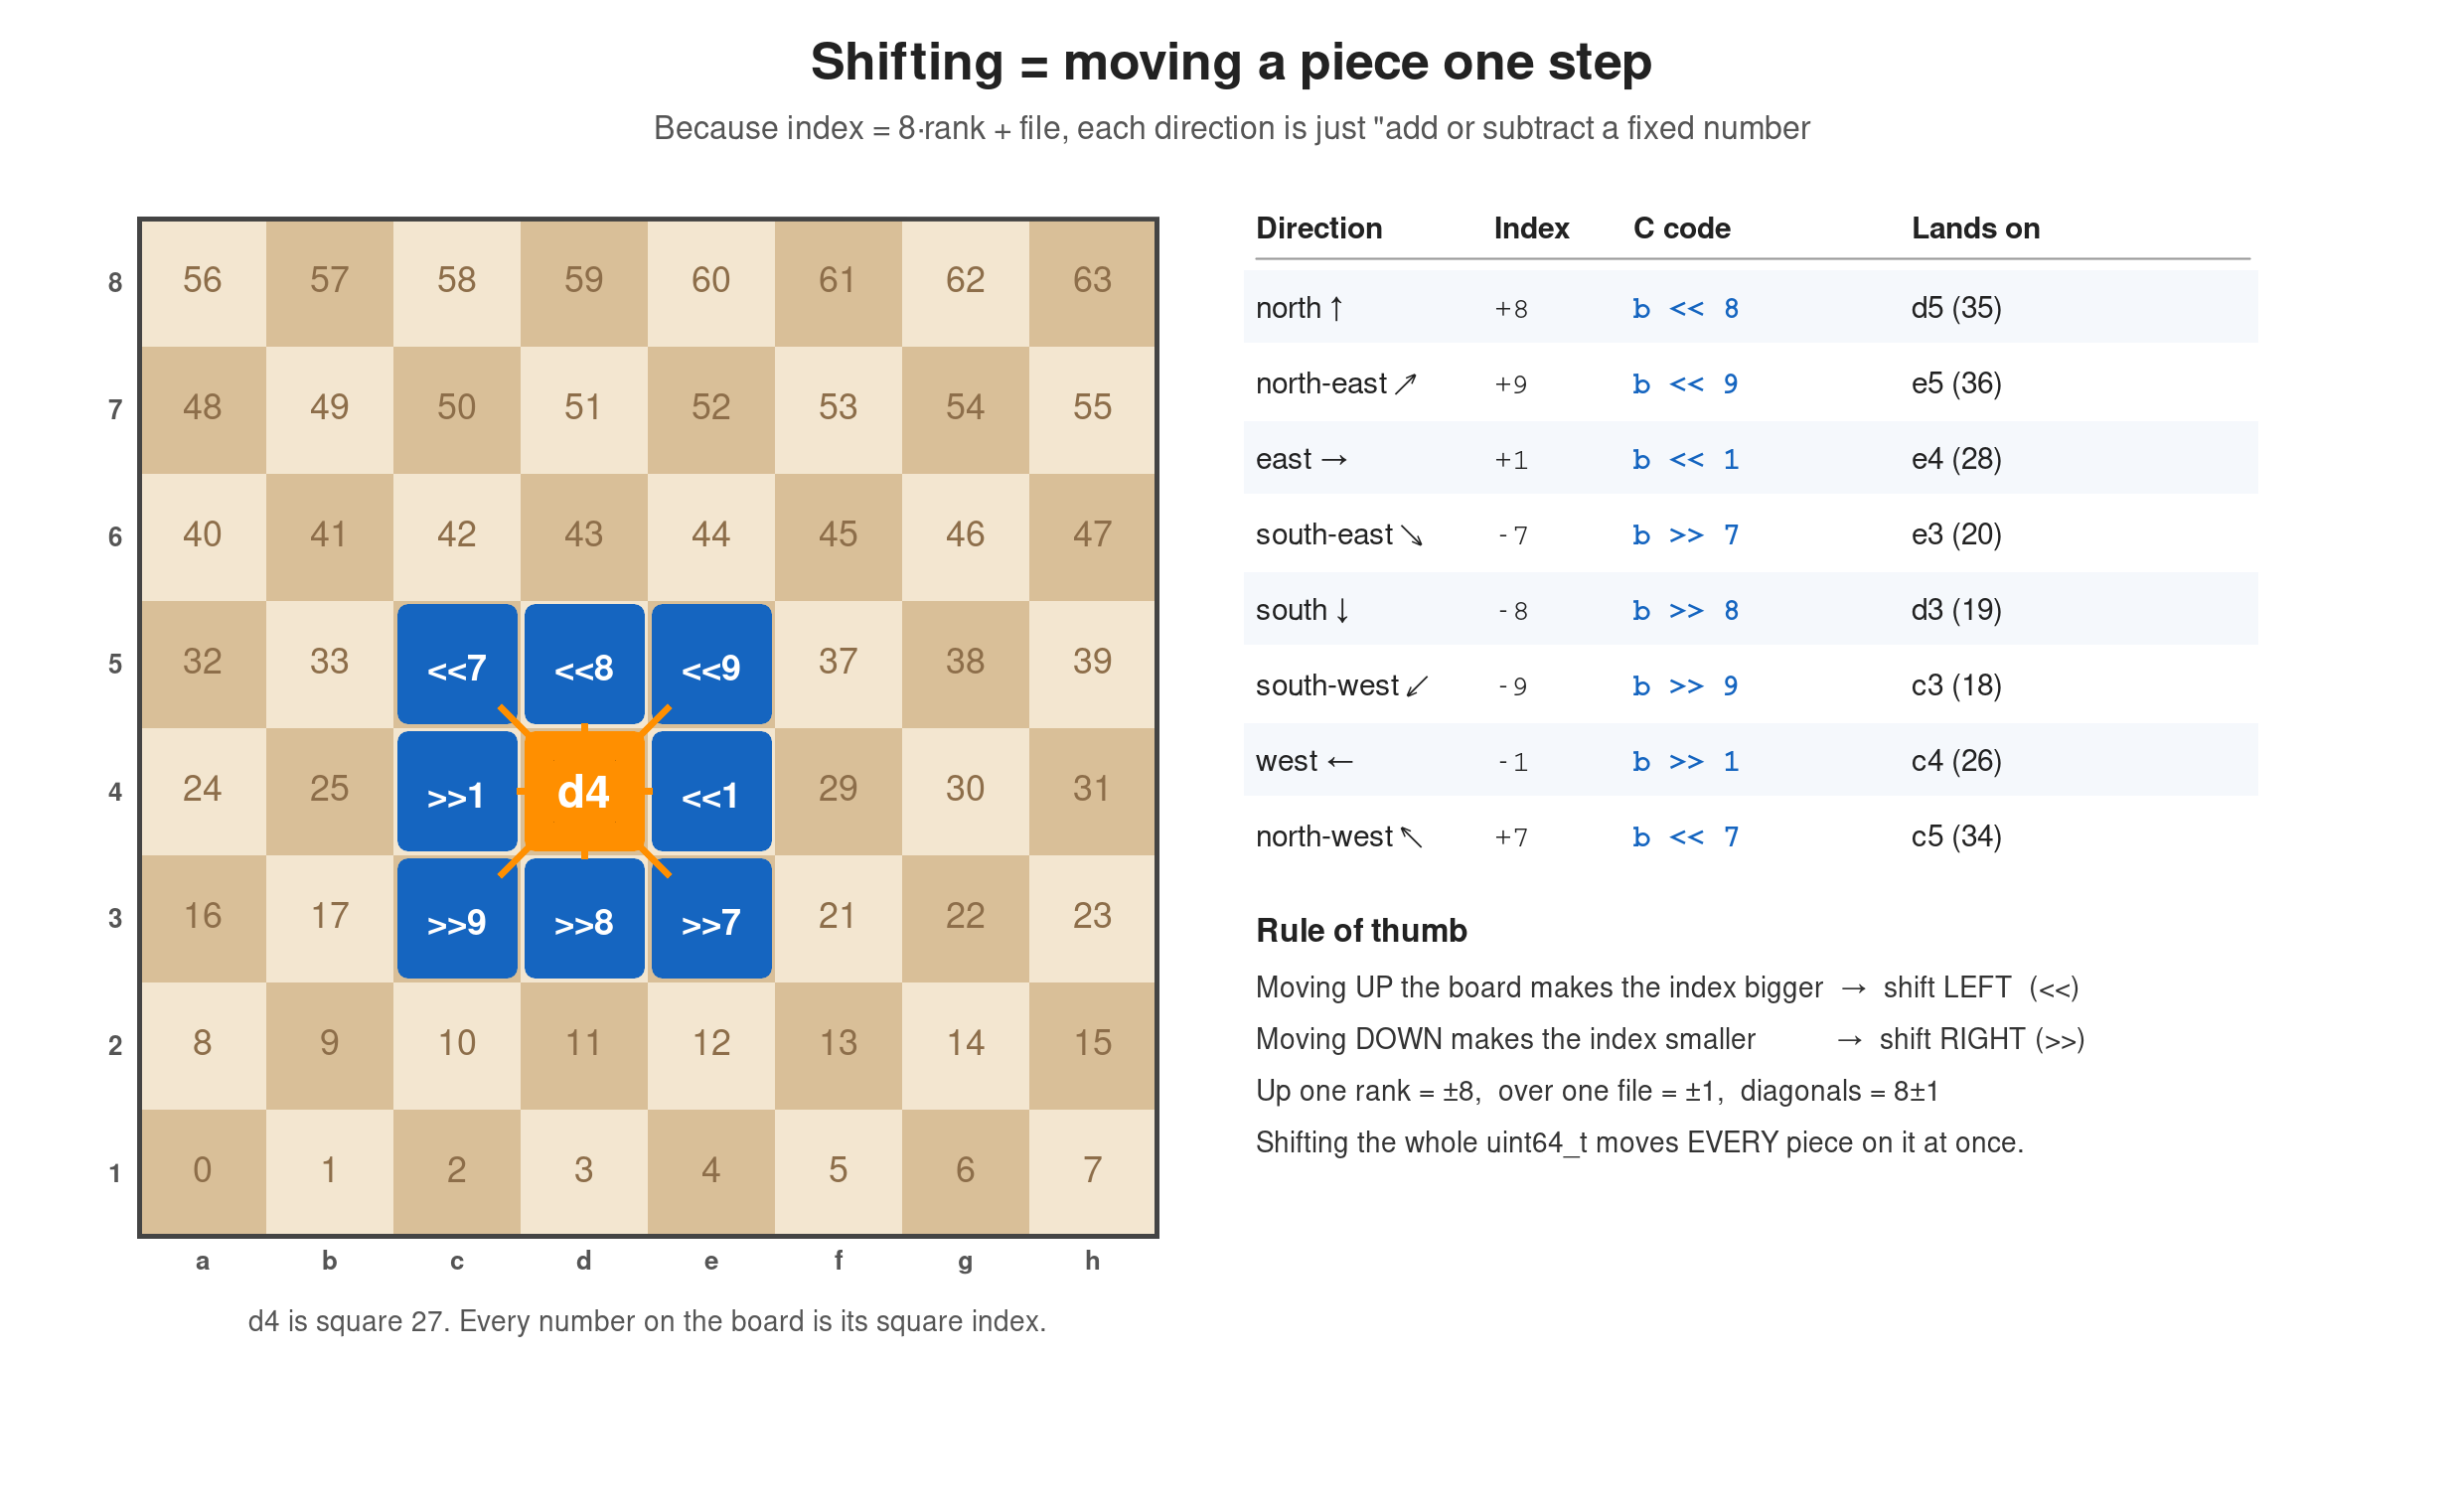 Shifting = moving a piece one step
Because index = 8·rank + file, each direction is just "add or subtract a fixed number
8 56 57 58 59 60 61 62 63
7 48 49 50 51 52 53 54 55
6 40 41 42 43 44 45 46 47
5 32 33 <<7 <<8 <<9 37 38 39
4 24 25 >>1 d4 <<1 29 30 31
3 16 17 >>9 >>8 >>7 21 22 23
2 8 9 10 11 12 13 14 15
1 0 1 2 3 4 5 6 7
a b c d e f g h
d4 is square 27. Every number on the board is its square index.
Direction Index C code Lands on
north ↑ +8 b << 8 d5 (35)
north-east ↗ +9 b << 9 e5 (36)
east → +1 b << 1 e4 (28)
south-east ↘ -7 b >> 7 e3 (20)
south ↓ -8 b >> 8 d3 (19)
south-west ↙ -9 b >> 9 c3 (18)
west ← -1 b >> 1 c4 (26)
north-west ↖ +7 b << 7 c5 (34)
Rule of thumb
Moving UP the board makes the index bigger → shift LEFT (<<)
Moving DOWN makes the index smaller → shift RIGHT (>>)
Up one rank = ±8, over one file = ±1, diagonals = 8±1
Shifting the whole uint64_t moves EVERY piece on it at once.